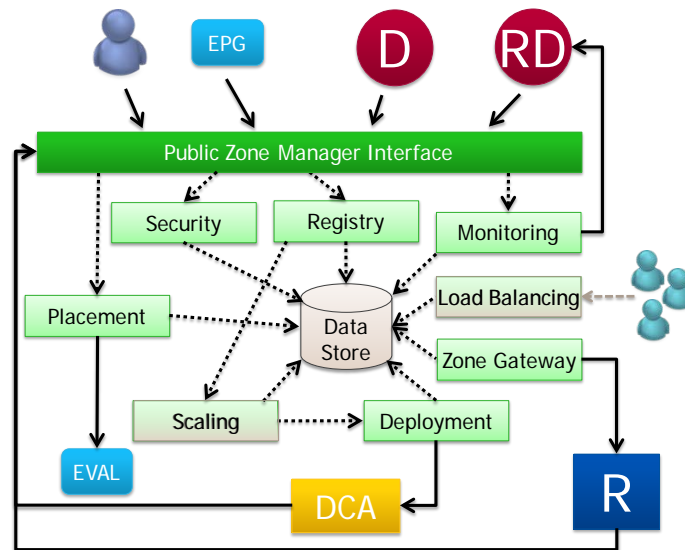 EPG
D
RD
Public Zone Manager Interface
Security
Registry
Monitoring
Load Balancing
Placement
Data
Store
Zone Gateway
Scaling
Deployment
EVAL
DCA
R